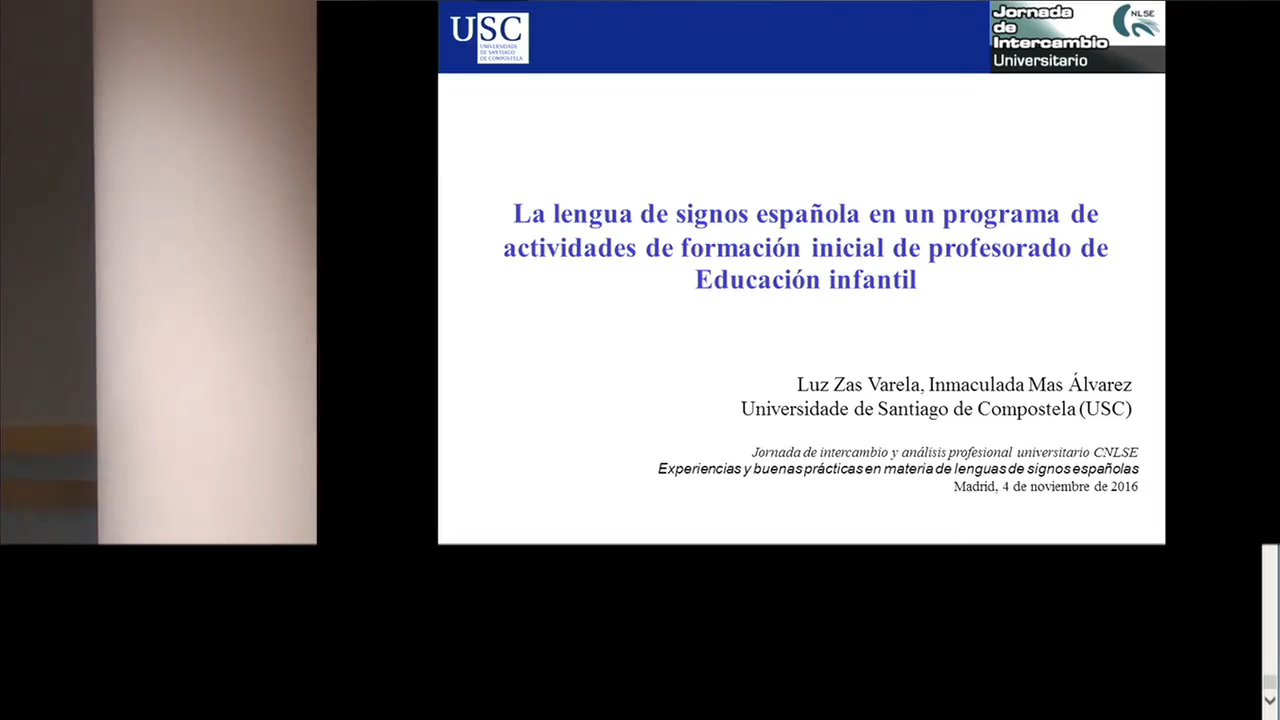 USC
UNIVERSIDADE
DE SANTIAGO
DE COMPOSTELA
Jornada
de
Intercambio
Universitario
NLSE
La lengua de signos española en un programa de
actividades de formación inicial de profesorado de
Educación infantil
Luz Zas Varela, Inmaculada Mas Álvarez
Universidade de Santiago de Compostela (USC)
Jornada de intercambio y análisis profesional universitario CNLSE
Experiencias y buenas prácticas en materia de lenguas de signos españolas
Madrid, 4 de noviembre de 2016